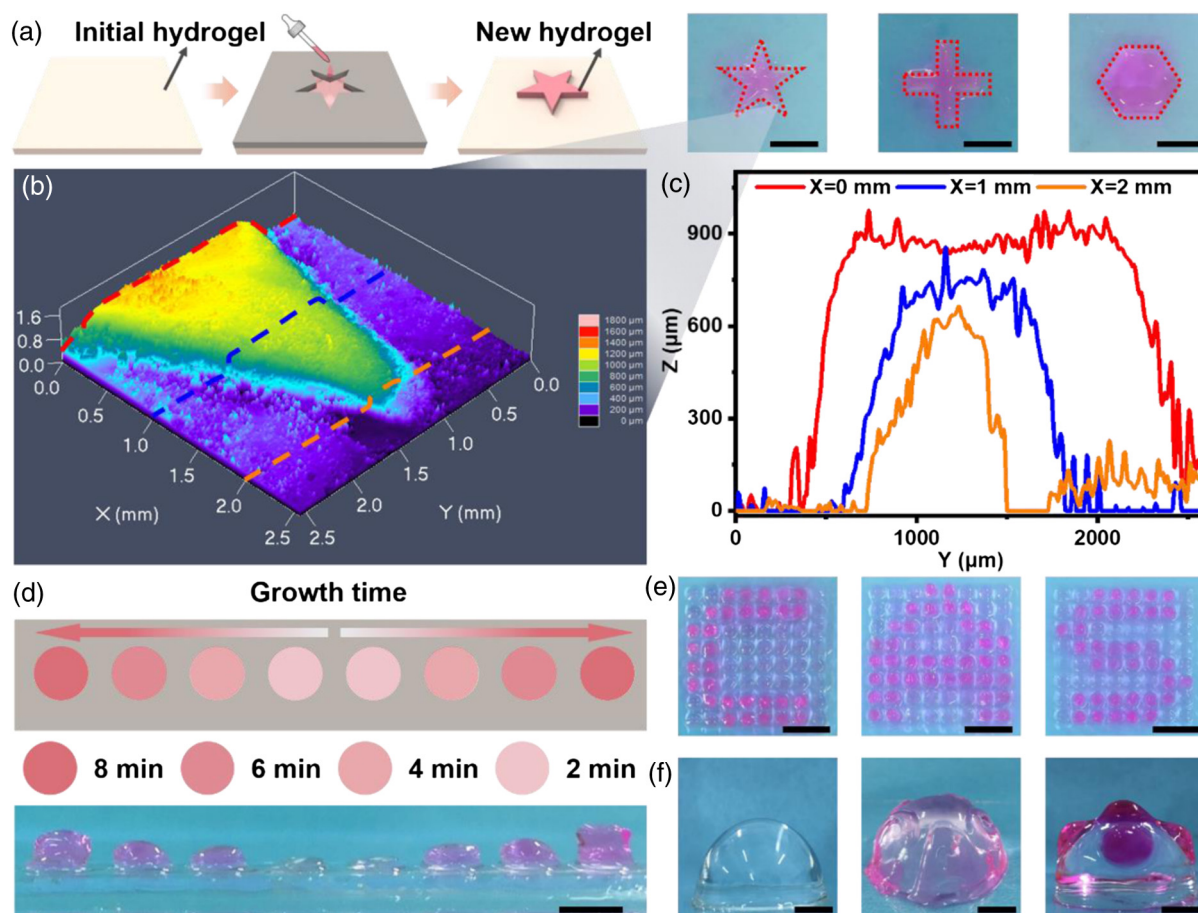 (a)
Initial hydrogel
New hydrogel
(b)
1.6
0.8
0.0
0.0
0.5
1.0
1.5
2.0
2.5
X (mm)
2.5
2.0
1.5
1.0
0.5
0.0
Y (mm)
1800 µm
1600 µm
1400 µm
1200 µm
1000 µm
800 µm
600 µm
400 µm
200 µm
0 µm
(c)
X=0 mm X=1 mm X=2 mm
Z (µm)
900
600
300
0
0 1000 2000
Y (µm)
(d)
Growth time
8 min 6 min 4 min 2 min
(e)
(f)